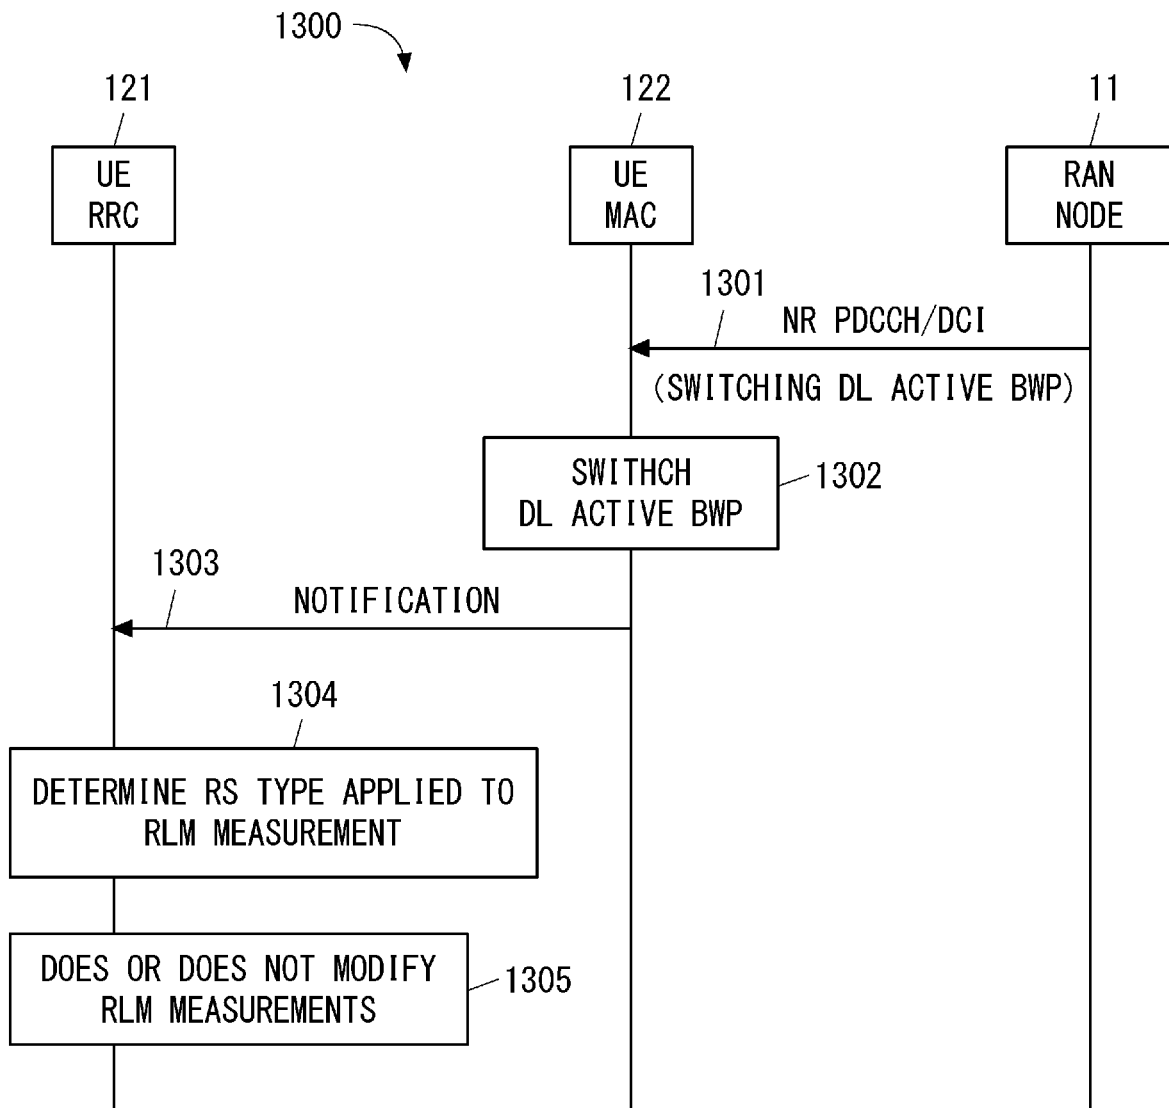 1300
121
122
11
UE
RRC
UE
MAC
RAN
NODE
1301
NR PDCCH/DCI
(SWITCHING DL ACTIVE BWP)
SWITHCH
DL ACTIVE BWP
1302
1303
NOTIFICATION
1304
DETERMINE RS TYPE APPLIED TO
RLM MEASUREMENT
DOES OR DOES NOT MODIFY
RLM MEASUREMENTS
1305